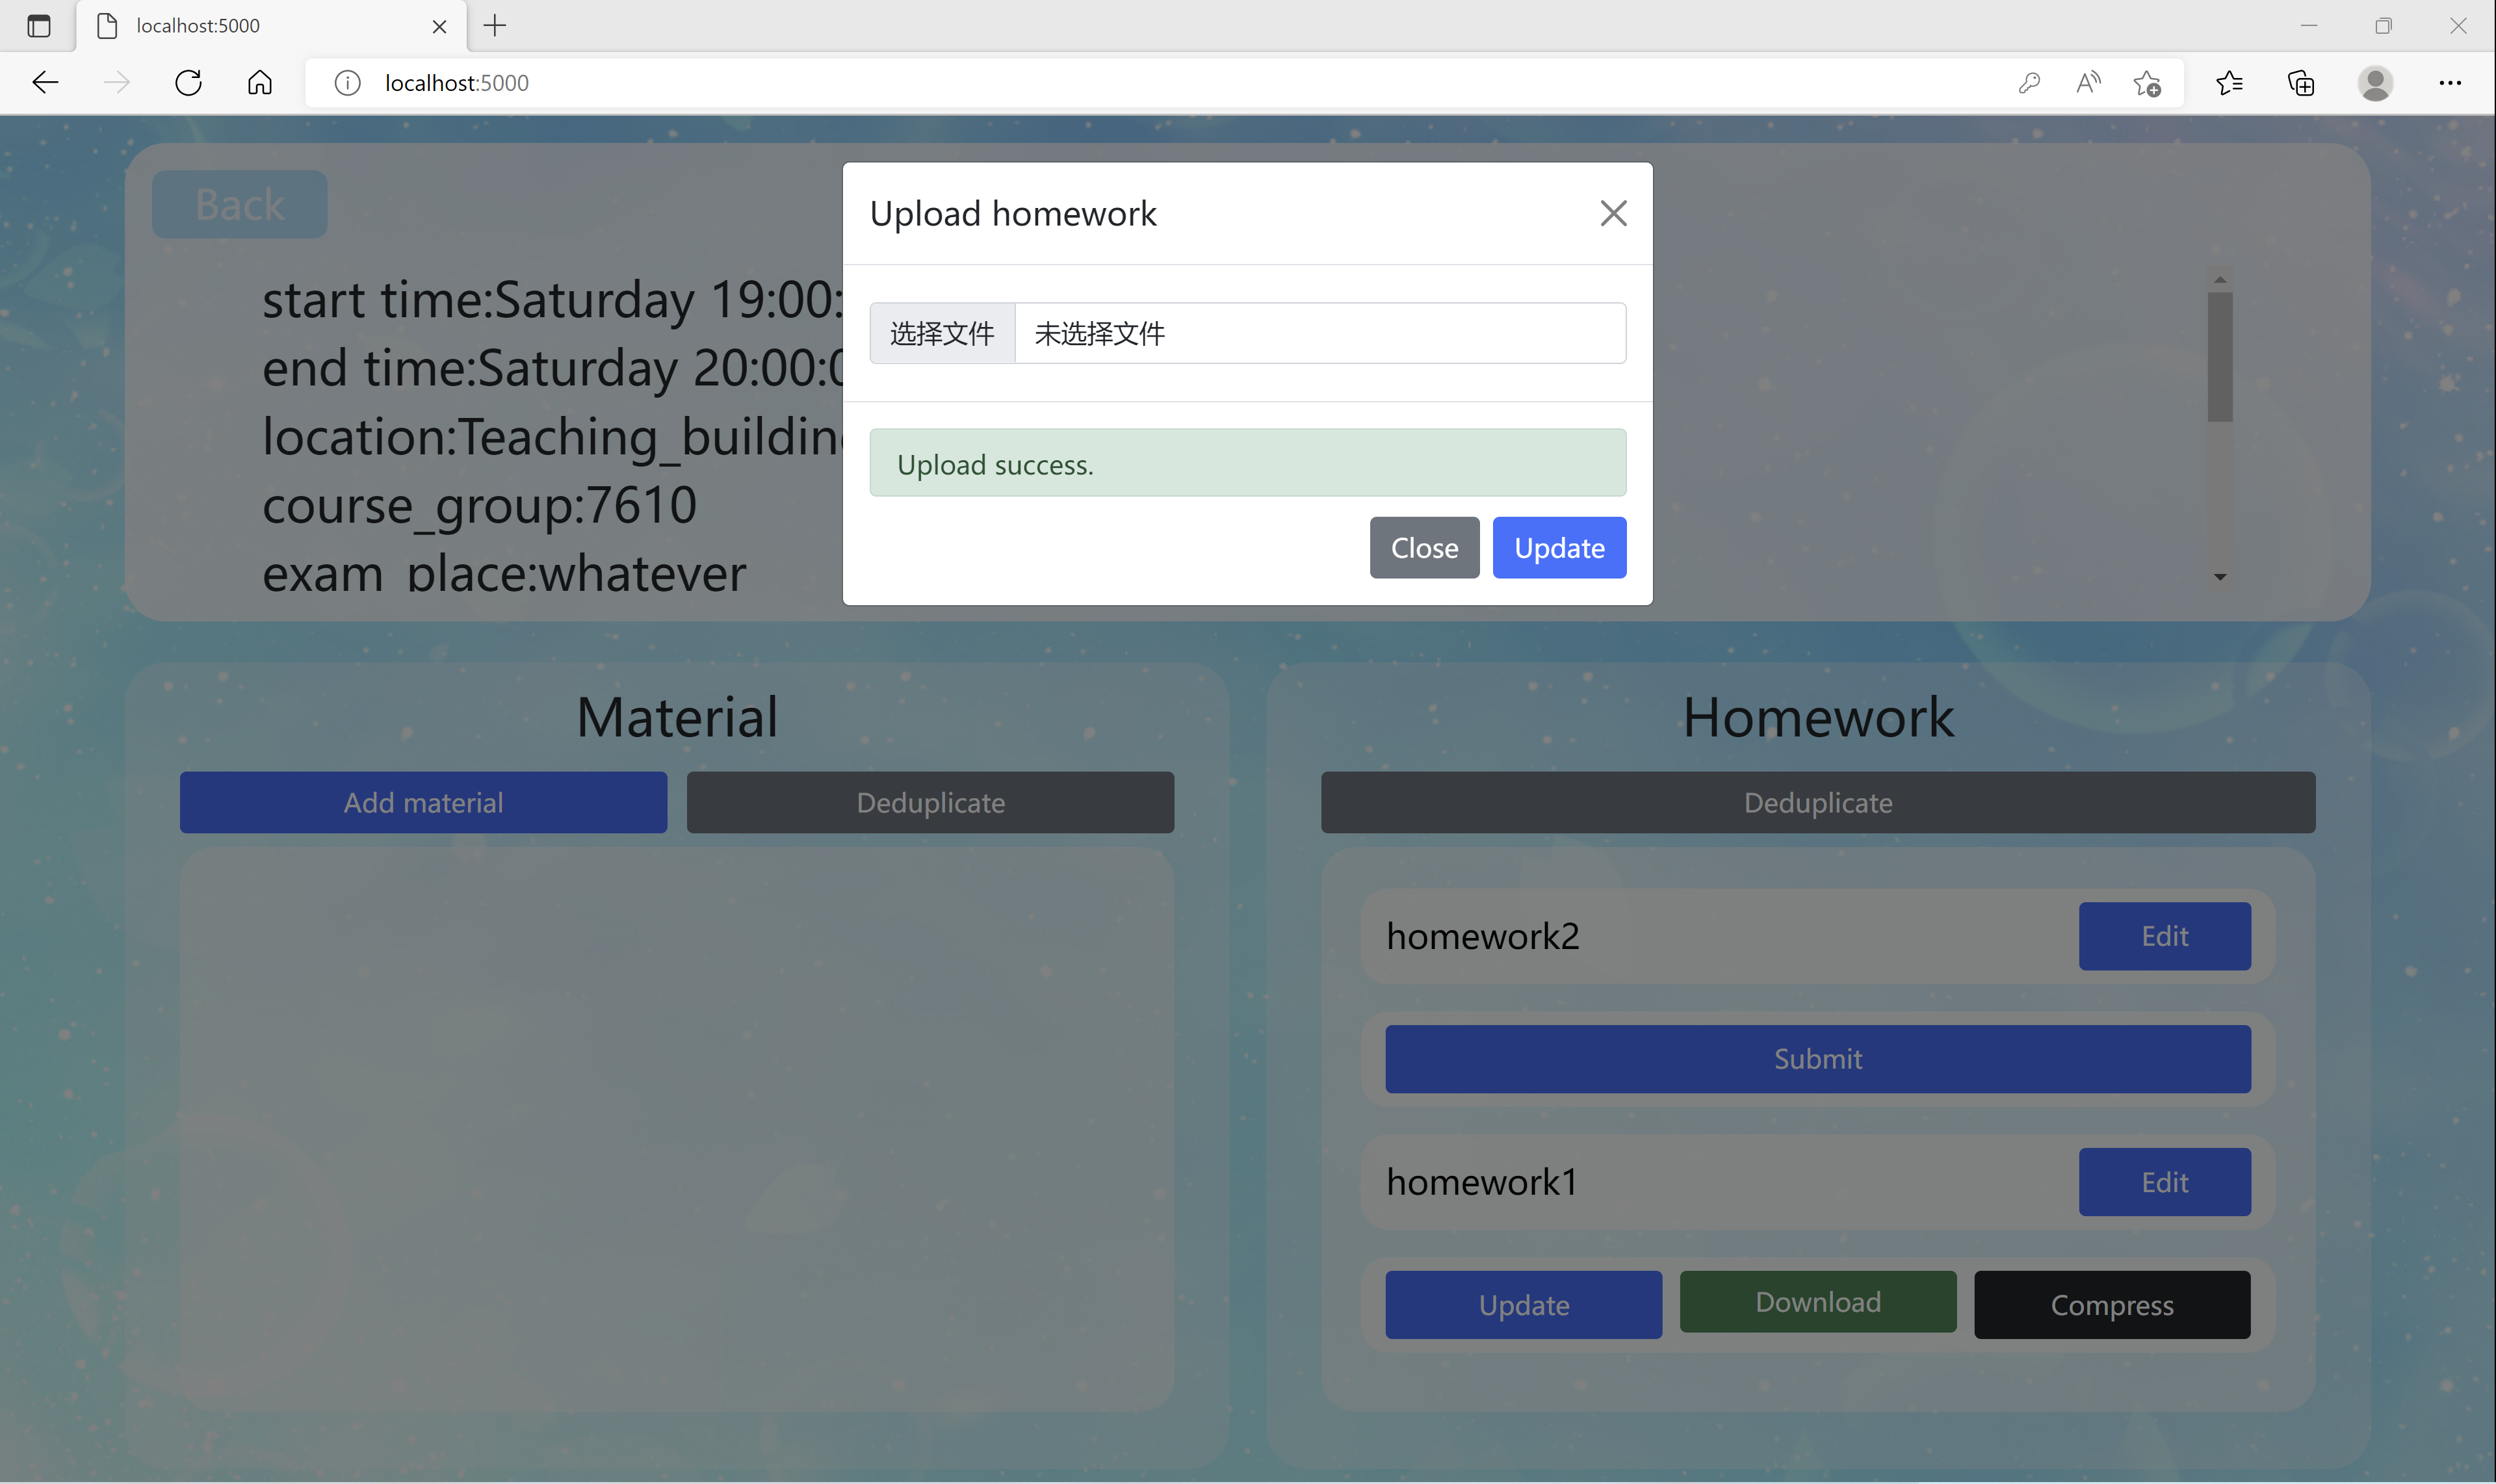 localhost:5000
localhost:5000
Back
start time:Saturday 19:00:
end time:Saturday 20:00:0
location:Teaching_building
course_group:7610
exam_place:whatever
Upload homework
选择文件 未选择文件
Upload success.
Close Update
Material
Add material Deduplicate
Homework
Deduplicate
homework2 Edit
Submit
homework1 Edit
Update Download Compress